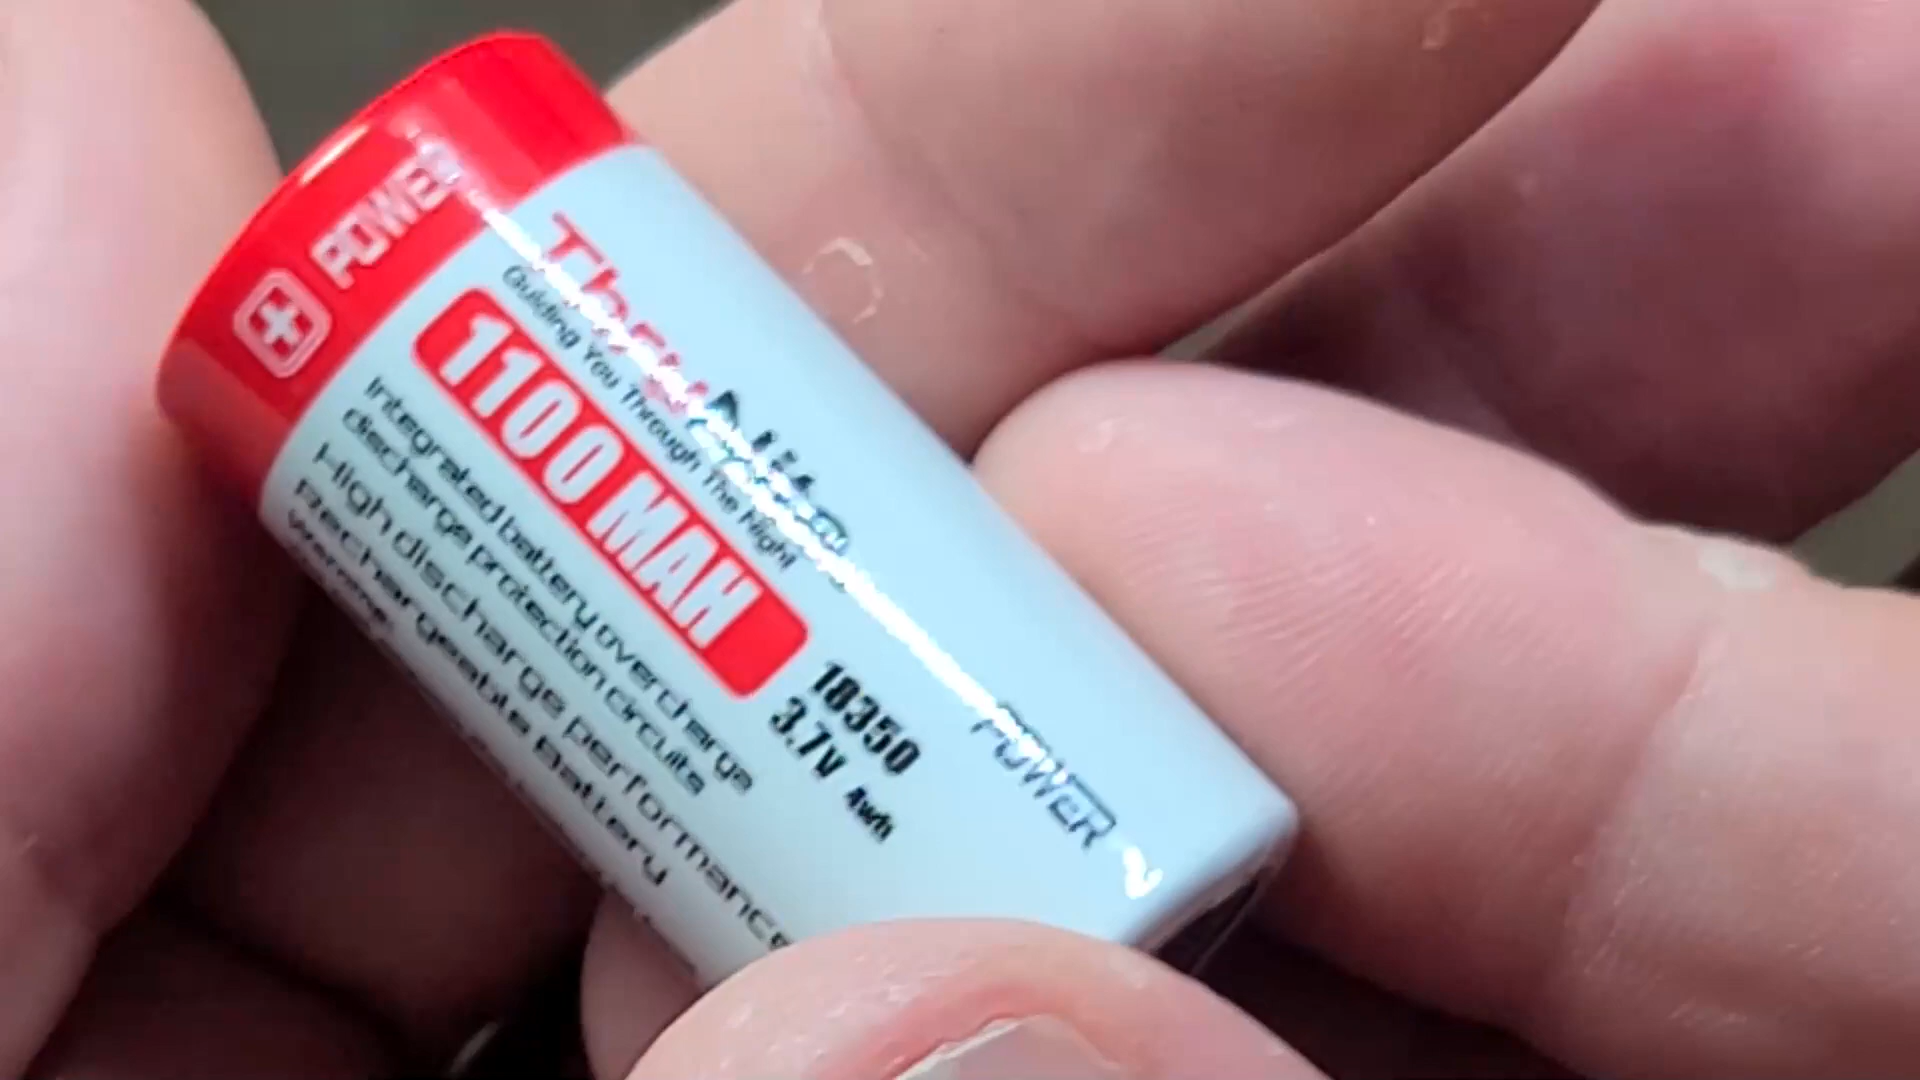 POWER
ThruNite
Guiding You Through The Night
1100 MAH
18350
3.7V 4wh
Integrated battery overcharge
discharge protection circuits
High discharge performance
rechargeable battery
POWER